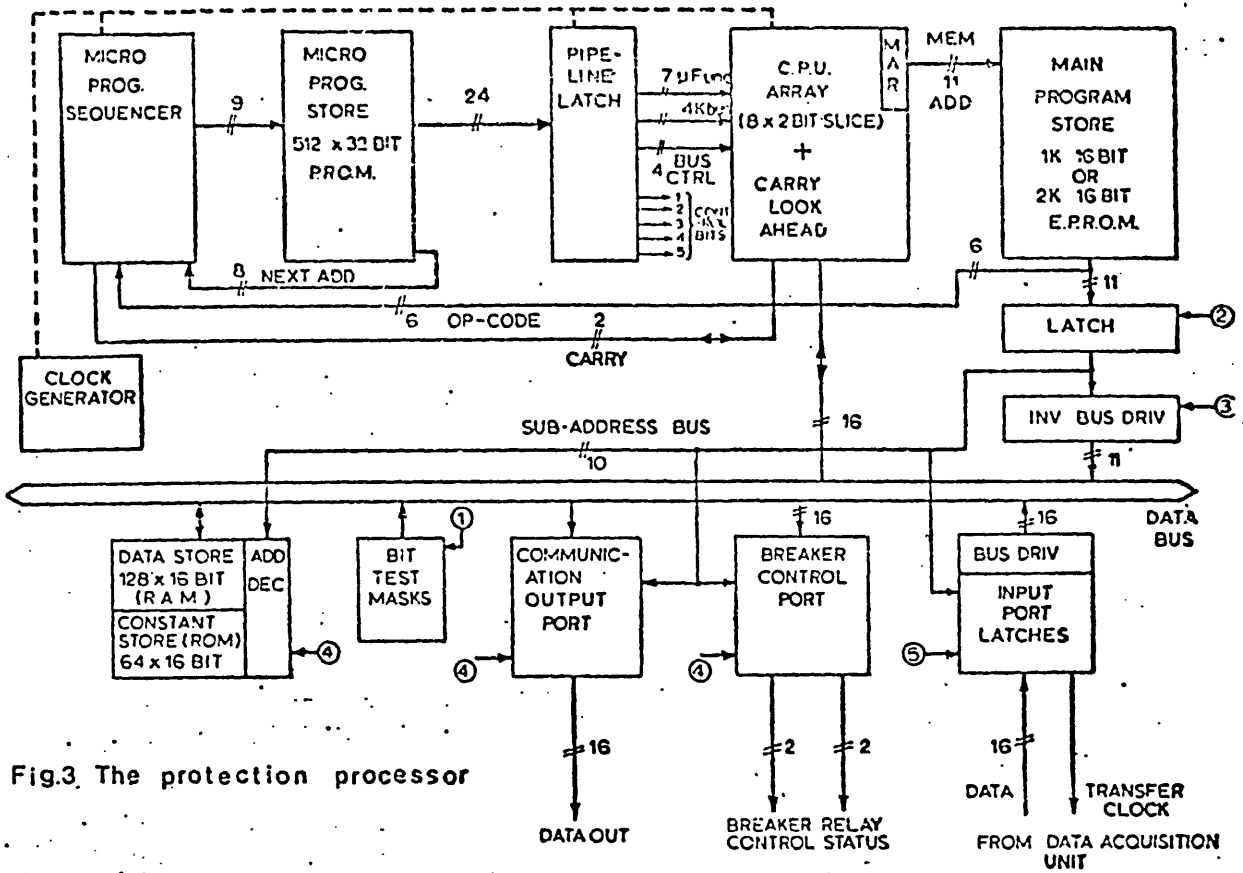 MICRO
PROG.
SEQUENCER
9
MICRO
PROG.
STORE
512 x 32 BIT
P.R.O.M.
24
PIPE-
LINE
LATCH
7
4
4
BUS
CTRL
1
2
3
4
5
BITS
C.P.U.
ARRAY
(8 x 2 BIT SLICE)
+
CARRY
LOOK
AHEAD
MAR
MEM
11
ADD
MAIN
PROGRAM
STORE
1K 16 BIT
OR
2K 16 BIT
E.P.R.O.M.
8 NEXT ADD
6 OP-CODE
6
2
CARRY
11
LATCH
2
CLOCK
GENERATOR
INV BUS DRIV
3
11
SUB-ADDRESS BUS
10
16
DATA
BUS
DATA STORE
128 x 16 BIT
(RAM)
CONSTANT
STORE (ROM)
64 x 16 BIT
ADD
DEC
4
BIT
TEST
MASKS
1
COMMUNIC-
ATION
OUTPUT
PORT
4
16
DATA OUT
16
BREAKER
CONTROL
PORT
4
2
2
BREAKER RELAY
CONTROL STATUS
16
BUS DRIV
INPUT
PORT
LATCHES
5
16
DATA
TRANSFER
CLOCK
FROM DATA ACQUISITION
UNIT
Fig.3. The protection processor